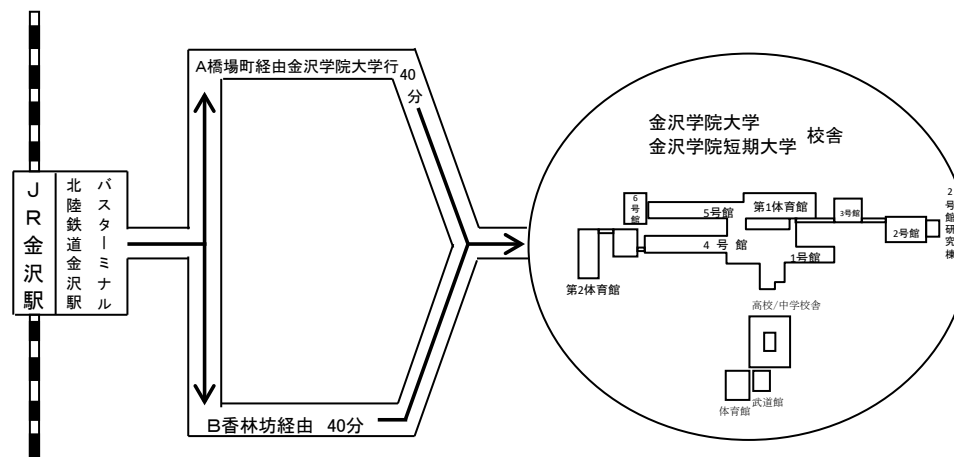 JR金沢駅
北陸鉄道金沢駅
バスターミナル
A橋場町経由金沢学院大学行
40分
B香林坊経由 40分
金沢学院大学
金沢学院短期大学
校舎
6号館
5号館
第1体育館
3号館
2号館
2号館研究棟
4号館
1号館
第2体育館
高校/中学校舎
体育館
武道館